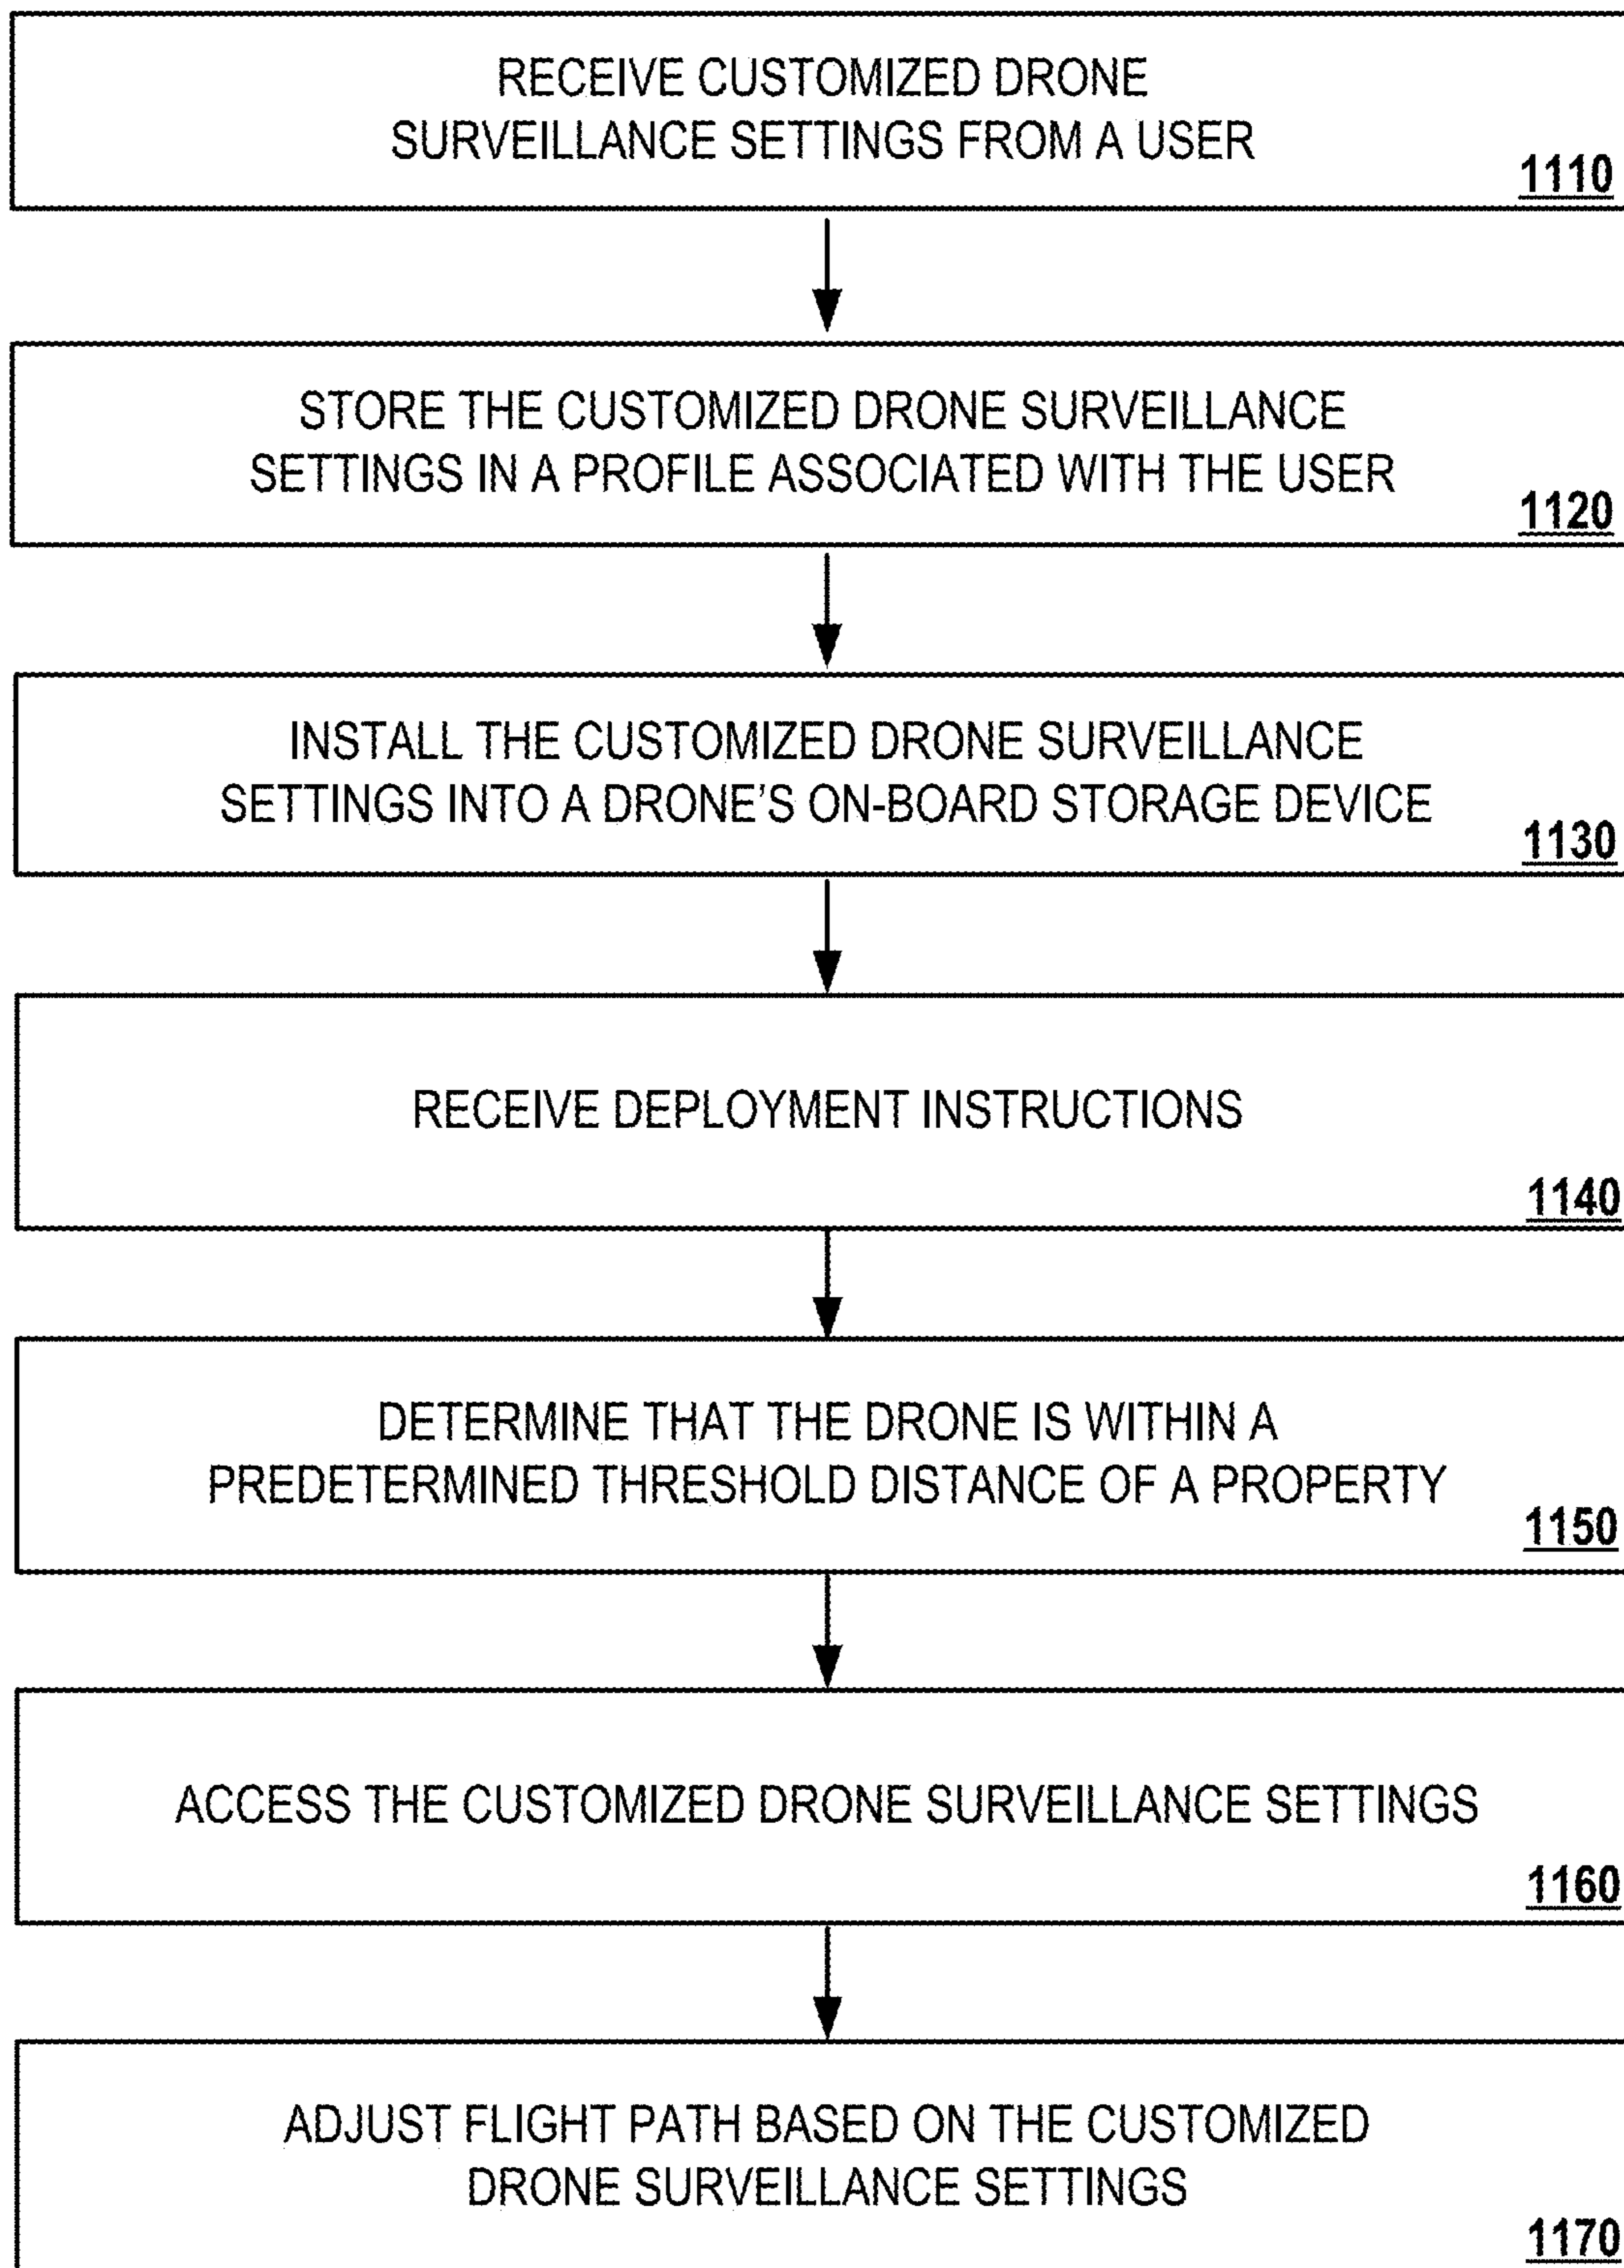 RECEIVE CUSTOMIZED DRONE
SURVEILLANCE SETTINGS FROM A USER
1110
STORE THE CUSTOMIZED DRONE SURVEILLANCE
SETTINGS IN A PROFILE ASSOCIATED WITH THE USER
1120
INSTALL THE CUSTOMIZED DRONE SURVEILLANCE
SETTINGS INTO A DRONE'S ON-BOARD STORAGE DEVICE
1130
RECEIVE DEPLOYMENT INSTRUCTIONS
1140
DETERMINE THAT THE DRONE IS WITHIN A
PREDETERMINED THRESHOLD DISTANCE OF A PROPERTY
1150
ACCESS THE CUSTOMIZED DRONE SURVEILLANCE SETTINGS
1160
ADJUST FLIGHT PATH BASED ON THE CUSTOMIZED
DRONE SURVEILLANCE SETTINGS
1170